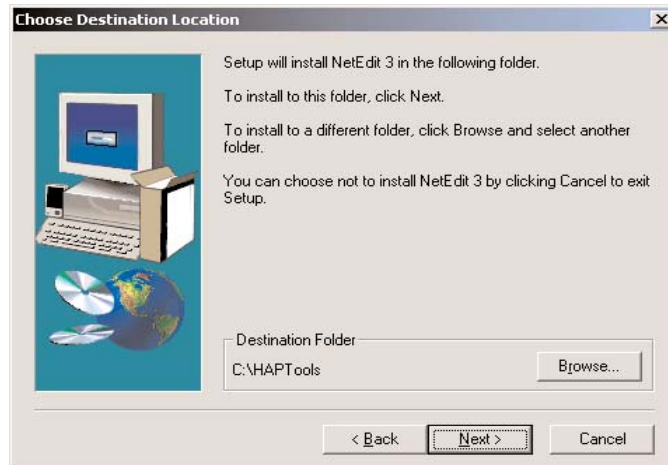 Choose Destination Location
Setup will install NetEdit 3 in the following folder.
To install to this folder, click Next.
To install to a different folder, click Browse and select another
folder.
You can choose not to install NetEdit 3 by clicking Cancel to exit
Setup.
Destination Folder
C:\HAPTools
Browse...
< Back
Next >
Cancel